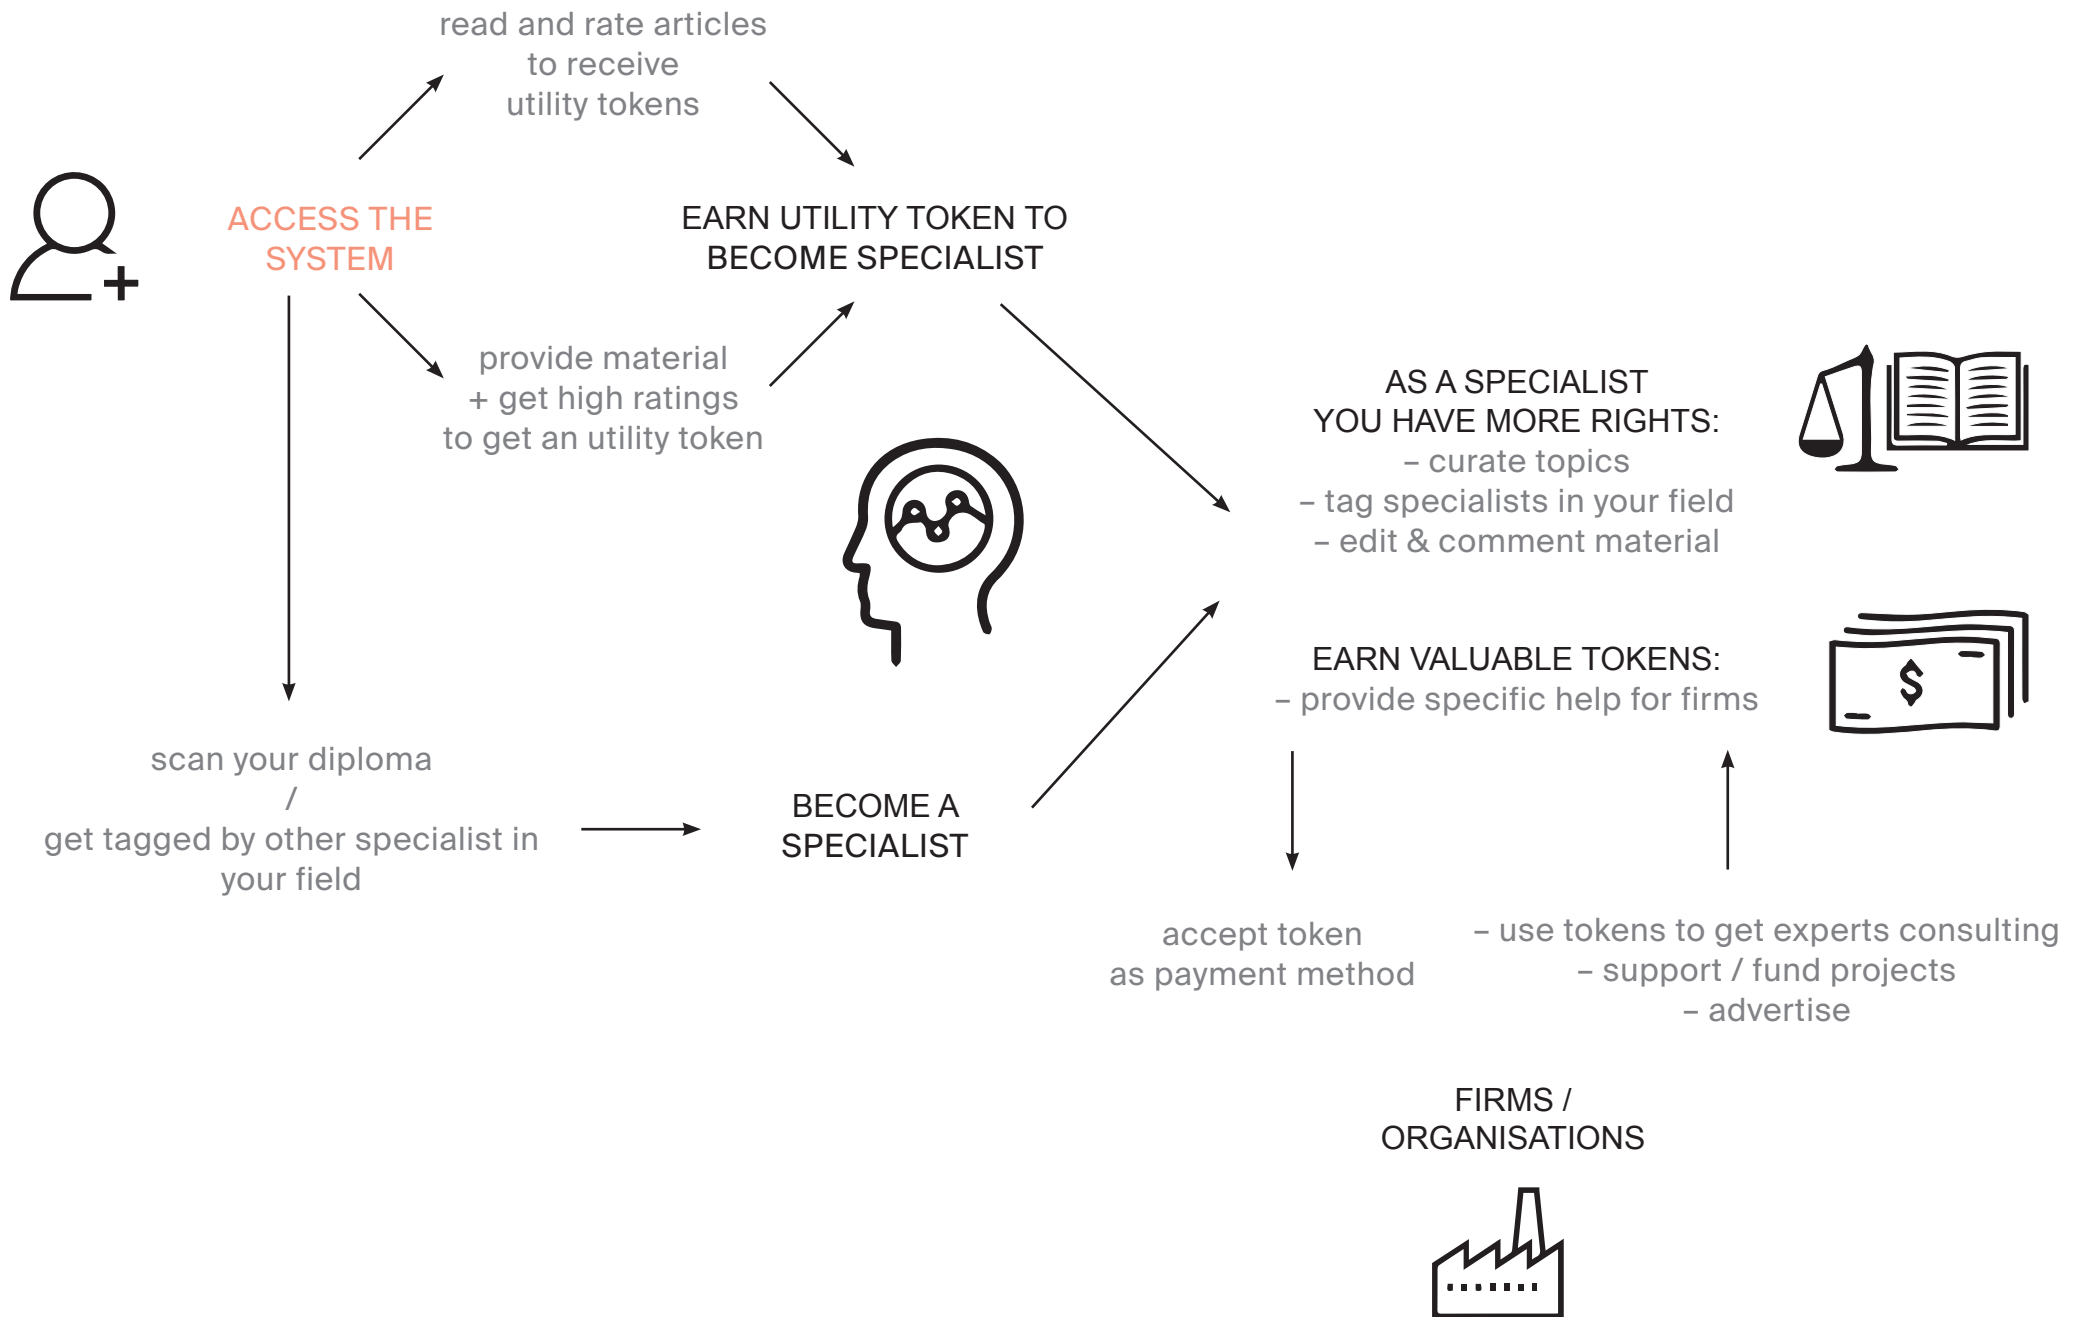 read and rate articles
to receive
utility tokens
ACCESS THE
SYSTEM
EARN UTILITY TOKEN TO
BECOME SPECIALIST
provide material
+ get high ratings
to get an utility token
AS A SPECIALIST
YOU HAVE MORE RIGHTS:
– curate topics
– tag specialists in your field
– edit & comment material
EARN VALUABLE TOKENS:
– provide specific help for firms
$
scan your diploma
/
get tagged by other specialist in
your field
BECOME A
SPECIALIST
accept token
as payment method
– use tokens to get experts consulting
– support / fund projects
– advertise
FIRMS /
ORGANISATIONS